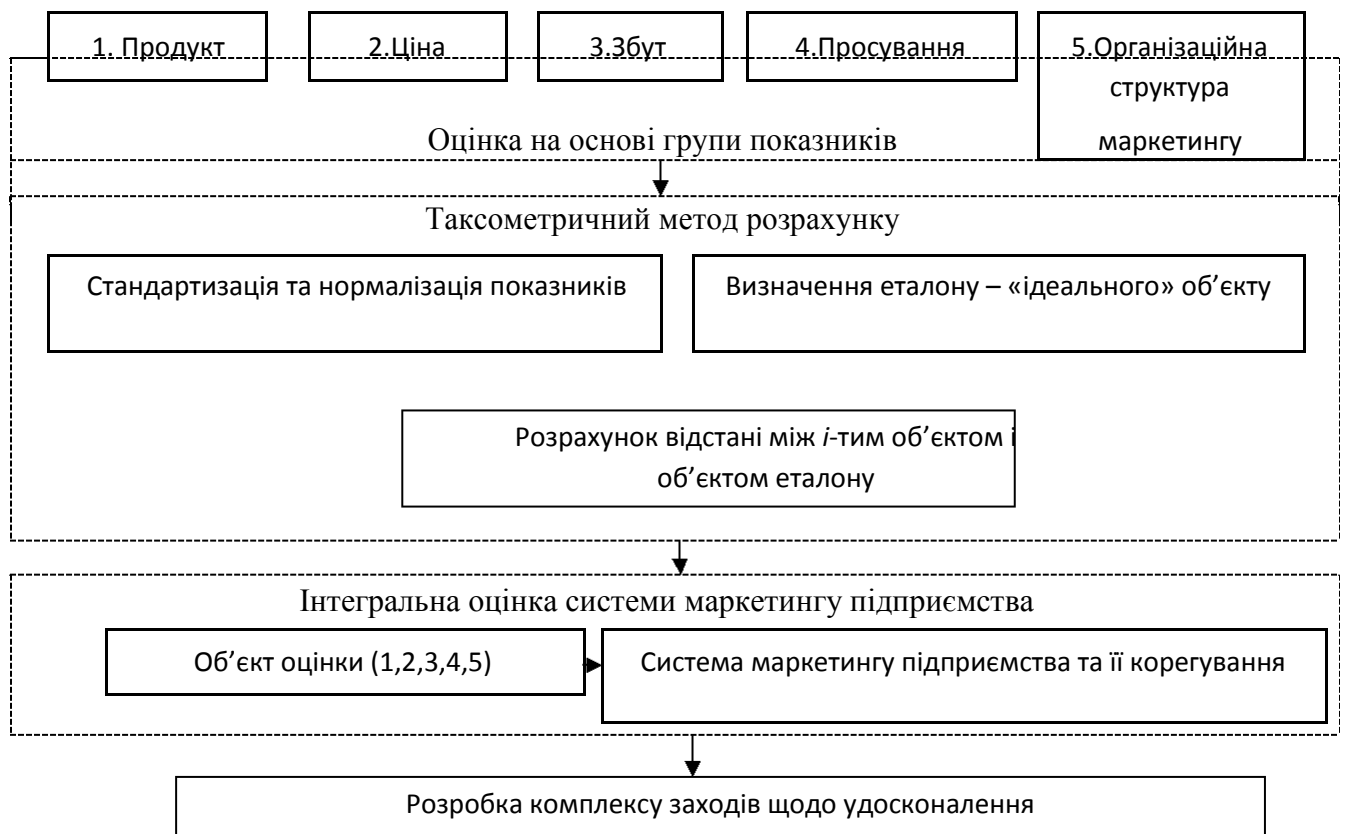 1. Продукт
2.Ціна
3.Збут
4.Просування
5.Організаційна
структура
маркетингу
Оцінка на основі групи показників
Таксометричний метод розрахунку
Стандартизація та нормалізація показників
Визначення еталону – «ідеального» об’єкту
Розрахунок відстані між і-тим об’єктом і
об’єктом еталону
Інтегральна оцінка системи маркетингу підприємства
Об’єкт оцінки (1,2,3,4,5)
Система маркетингу підприємства та її корегування
Розробка комплексу заходів щодо удосконалення